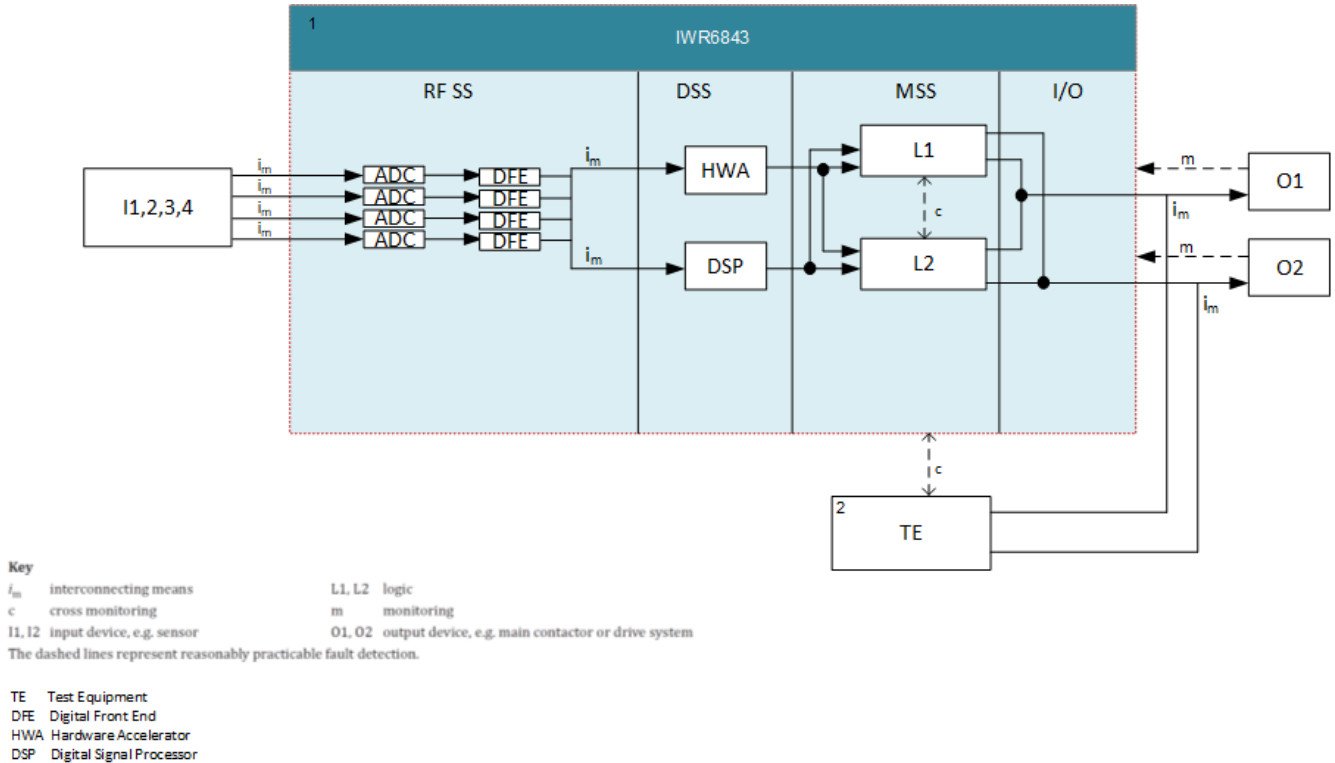 1
IWR6843
RF SS DSS MSS I/O
I1,2,3,4
im ADC DFE
im ADC DFE
im ADC DFE
im ADC DFE
im
im
HWA
DSP
L1
c
L2
m
O1
im
m
O2
im
c
2
TE
Key
im interconnecting means L1, L2 logic
c cross monitoring m monitoring
I1, I2 input device, e.g. sensor O1, O2 output device, e.g. main contactor or drive system
The dashed lines represent reasonably practicable fault detection.
TE Test Equipment
DFE Digital Front End
HWA Hardware Accelerator
DSP Digital Signal Processor